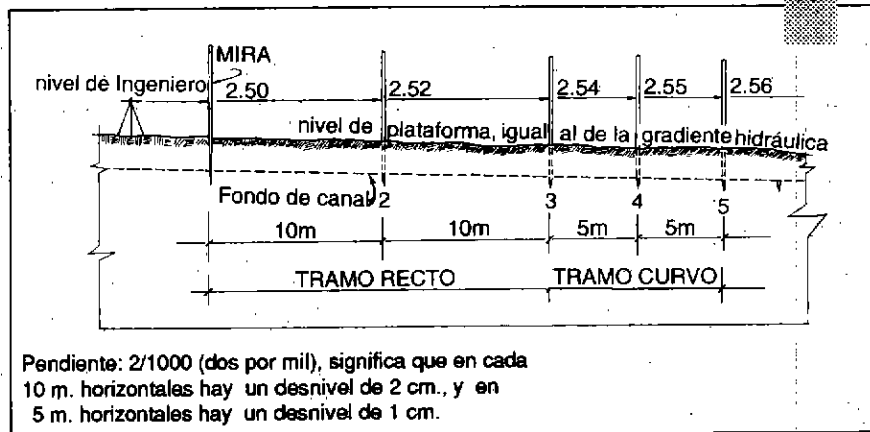 MIRA
nivel de Ingeniero
2.50 2.52 2.54 2.55 2.56
nivel de plataforma, igual al de la gradiente hidráulica
Fondo de canal 2 3 4 5
10m 10m 5m 5m
TRAMO RECTO TRAMO CURVO
Pendiente: 2/1000 (dos por mil), significa que en cada
10 m. horizontales hay un desnivel de 2 cm., y en
5 m. horizontales hay un desnivel de 1 cm.